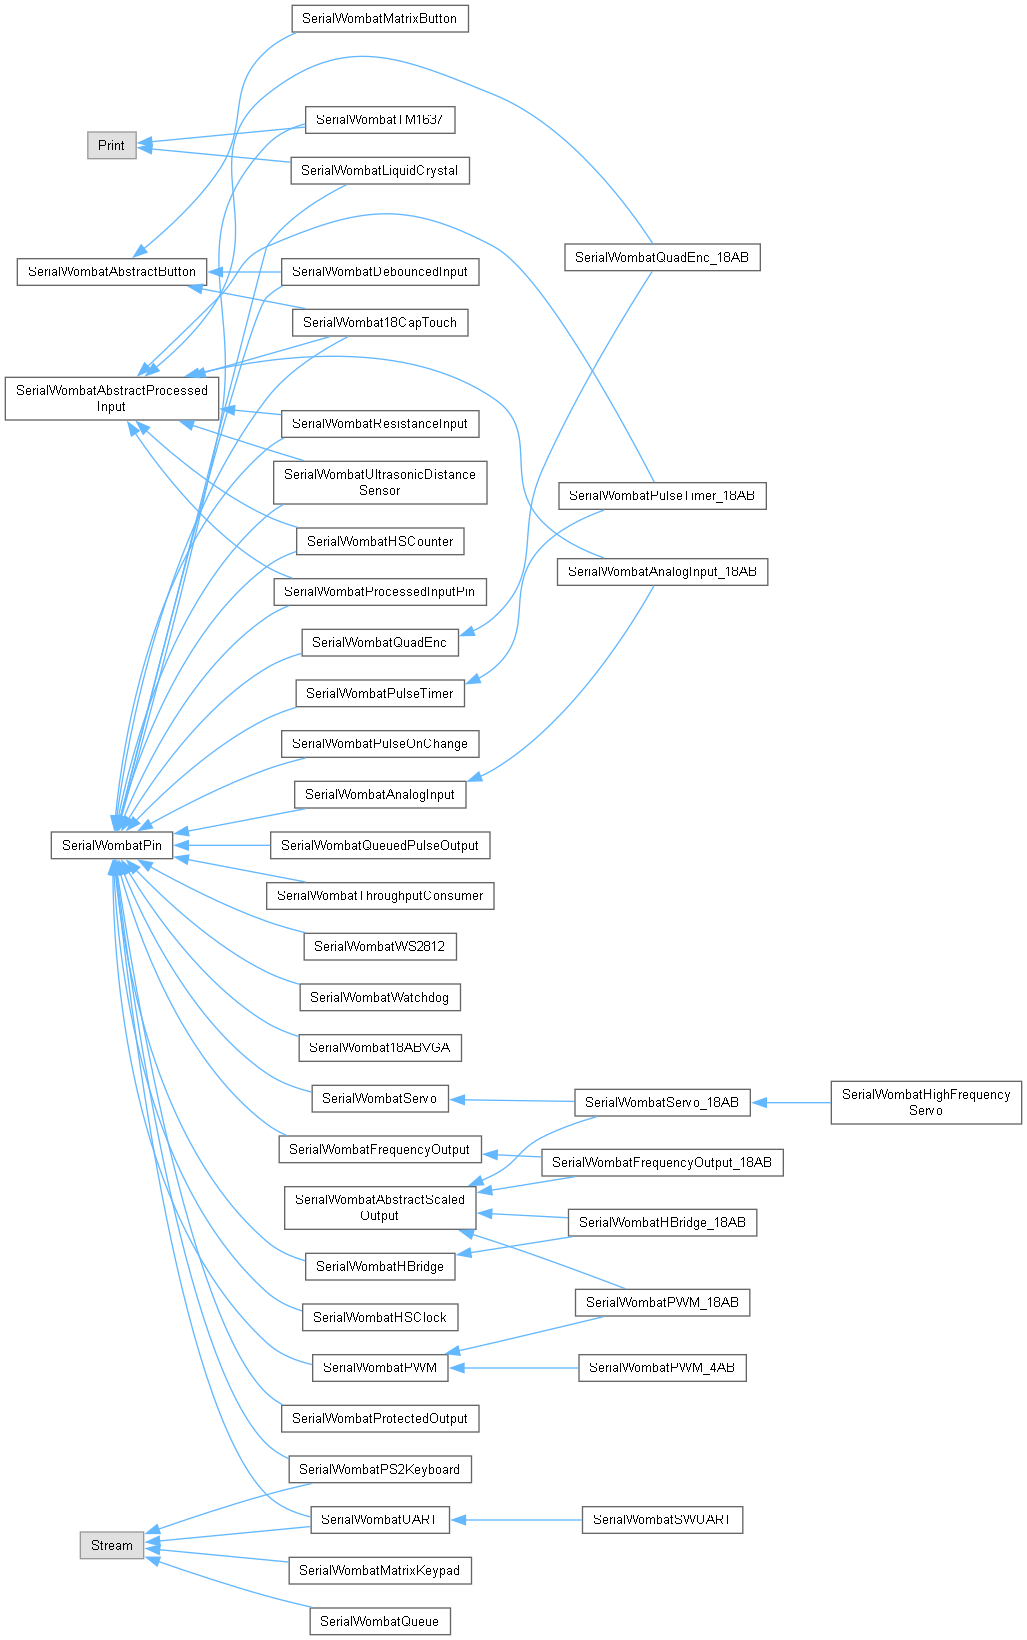 SerialWombatMatrixButton
SerialWombatTM1637
Print
SerialWombatLiquidCrystal
SerialWombatQuadEnc_18AB
SerialWombatAbstractButton
SerialWombatDebouncedInput
SerialWombat18CapTouch
SerialWombatAbstractProcessed
Input
SerialWombatResistanceInput
SerialWombatUltrasonicDistance
Sensor
SerialWombatPulseTimer_18AB
SerialWombatHSCounter
SerialWombatAnalogInput_18AB
SerialWombatProcessedInputPin
SerialWombatQuadEnc
SerialWombatPulseTimer
SerialWombatPulseOnChange
SerialWombatAnalogInput
SerialWombatPin
SerialWombatQueuedPulseOutput
SerialWombatThroughputConsumer
SerialWombatWS2812
SerialWombatWatchdog
SerialWombat18ABVGA
SerialWombatServo
SerialWombatServo_18AB
SerialWombatHighFrequency
Servo
SerialWombatFrequencyOutput
SerialWombatFrequencyOutput_18AB
SerialWombatAbstractScaled
Output
SerialWombatHBridge_18AB
SerialWombatHBridge
SerialWombatPWM_18AB
SerialWombatHSClock
SerialWombatPWM
SerialWombatPWM_4AB
SerialWombatProtectedOutput
SerialWombatPS2Keyboard
SerialWombatUART
SerialWombatSWUART
Stream
SerialWombatMatrixKeypad
SerialWombatQueue